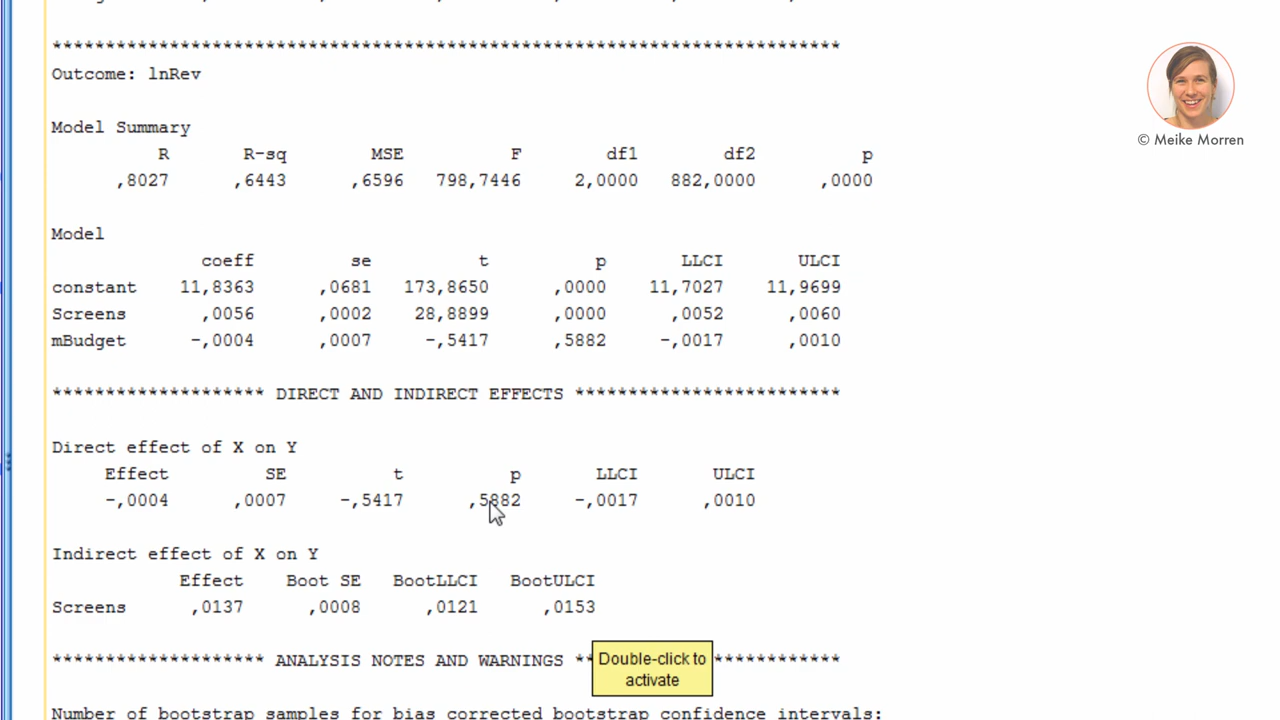 ********************************************************************************
Outcome: lnRev
Model Summary
R R-sq MSE F df1 df2 p
,8027 ,6443 ,6596 798,7446 2,0000 882,0000 ,0000
Model
coeff se t p LLCI ULCI
constant 11,8363 ,0681 173,8650 ,0000 11,7027 11,9699
Screens ,0056 ,0002 28,8899 ,0000 ,0052 ,0060
mBudget -,0004 ,0007 -,5417 ,5882 -,0017 ,0010
******************** DIRECT AND INDIRECT EFFECTS *************************
Direct effect of X on Y
Effect SE t p LLCI ULCI
-,0004 ,0007 -,5417 ,5882 -,0017 ,0010
Indirect effect of X on Y
Effect Boot SE BootLLCI BootULCI
Screens ,0137 ,0008 ,0121 ,0153
******************** ANALYSIS NOTES AND WARNINGS ** ************
Double-click to
activate
Number of bootstrap samples for bias corrected bootstrap confidence intervals:
© Meike Morren